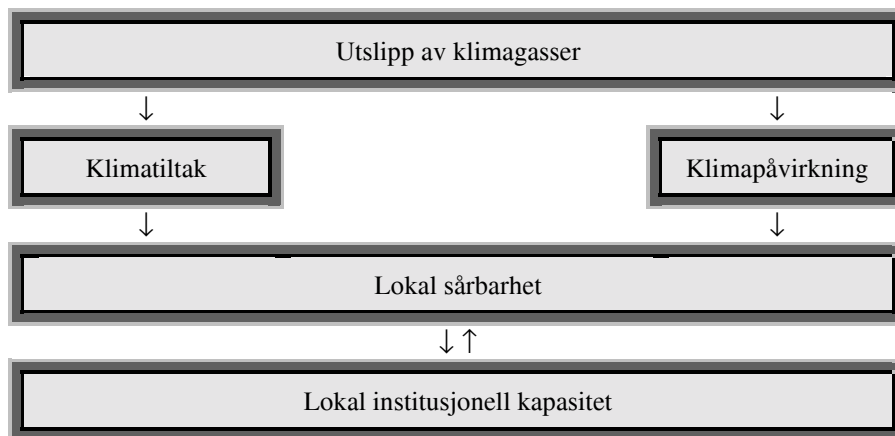 Utslipp av klimagasser
↓ ↓
Klimatiltak Klimapåvirkning
↓ ↓
Lokal sårbarhet
↓ ↑
Lokal institusjonell kapasitet